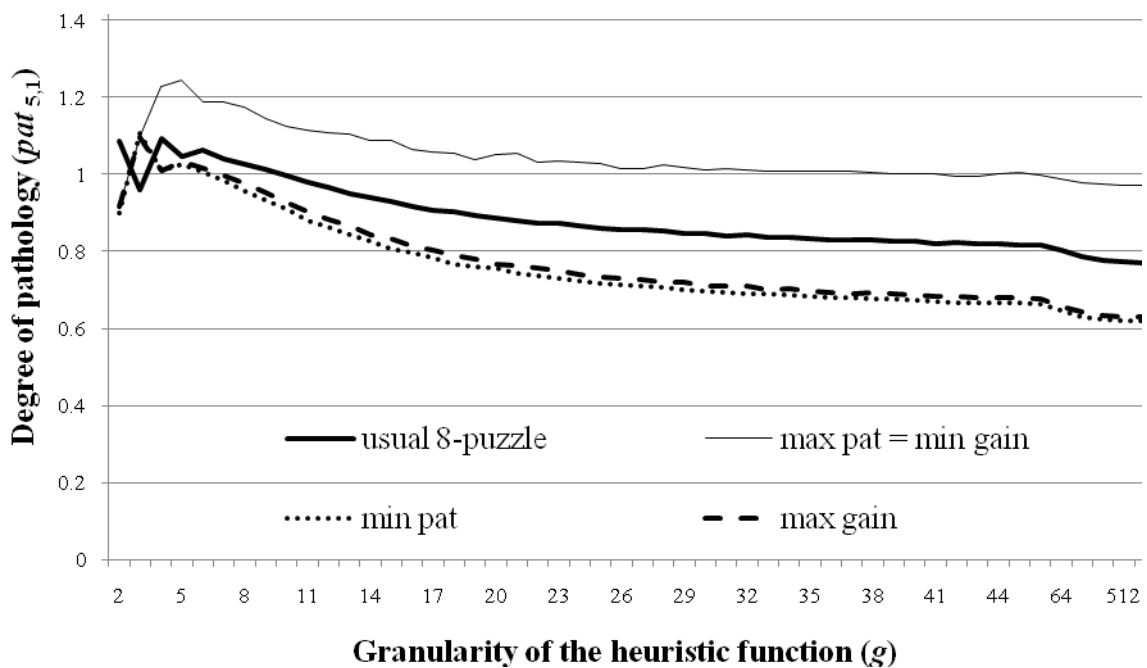 1.4
1.2
1
0.8
0.6
0.4
0.2
0
Degree of pathology (pat 5,1)
usual 8-puzzle
max pat = min gain
min pat
max gain
2 5 8 11 14 17 20 23 26 29 32 35 38 41 44 64 512
Granularity of the heuristic function (g)